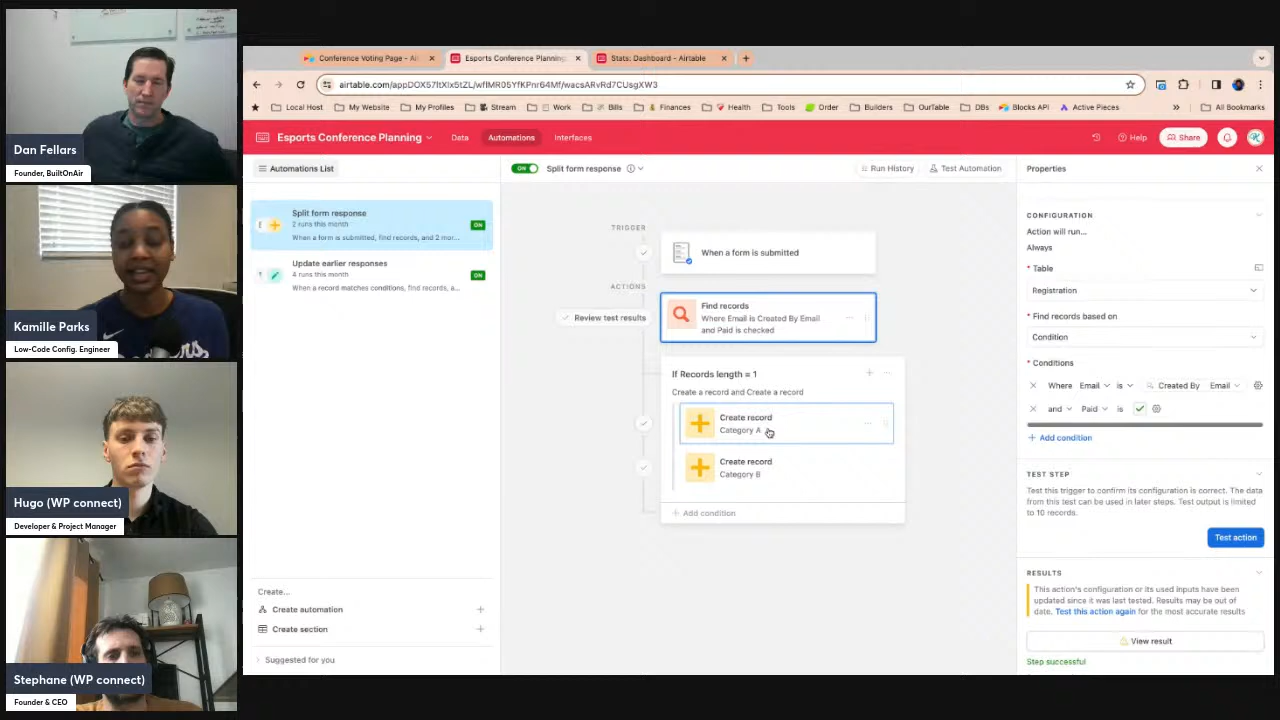 Dan Fellars
Founder, BuiltOnAir
Kamille Parks
Low-Code Config. Engineer
Hugo (WP connect)
Developer & Project Manager
Stephane (WP connect)
Founder & CEO
Conference Voting Page - Ai
Esports Conference Planning:
Stats: Dashboard - Airtable
airtable.com/appDOX57ItXIx5tZL/wflMR05YfKPnr64Mf/wacsARvRd7CUsgXW3
Local Host
My Website
My Profiles
Stream
Work
Bills
Finances
Health
Tools
Order
Builders
OurTable
DBs
Blocks API
Active Pieces
All Bookmarks
Esports Conference Planning
Data
Automations
Interfaces
Help
Share
Automations List
ON
Split form response
Run History
Test Automation
Properties
Split form response
2 runs this month
When a form is submitted, find records, and 2 mor...
ON
Update earlier responses
4 runs this month
When a record matches conditions, find records, a...
ON
Create...
Create automation
Create section
Suggested for you
TRIGGER
When a form is submitted
ACTIONS
Review test results
Find records
Where Email is Created By Email
and Paid is checked
If Records length = 1
Create a record and Create a record
Create record
Category A
Create record
Category B
Add condition
CONFIGURATION
Action will run...
Always
* Table
Registration
* Find records based on
Condition
* Conditions
Where Email is Created By Email
and Paid is
Add condition
TEST STEP
Test this trigger to confirm its configuration is correct. The data
from this test can be used in later steps. Test output is limited
to 10 records.
Test action
RESULTS
This action's configuration or its used inputs have been
updated since it was last tested. Results may be out of
date. Test this action again for the most accurate results
View result
Step successful